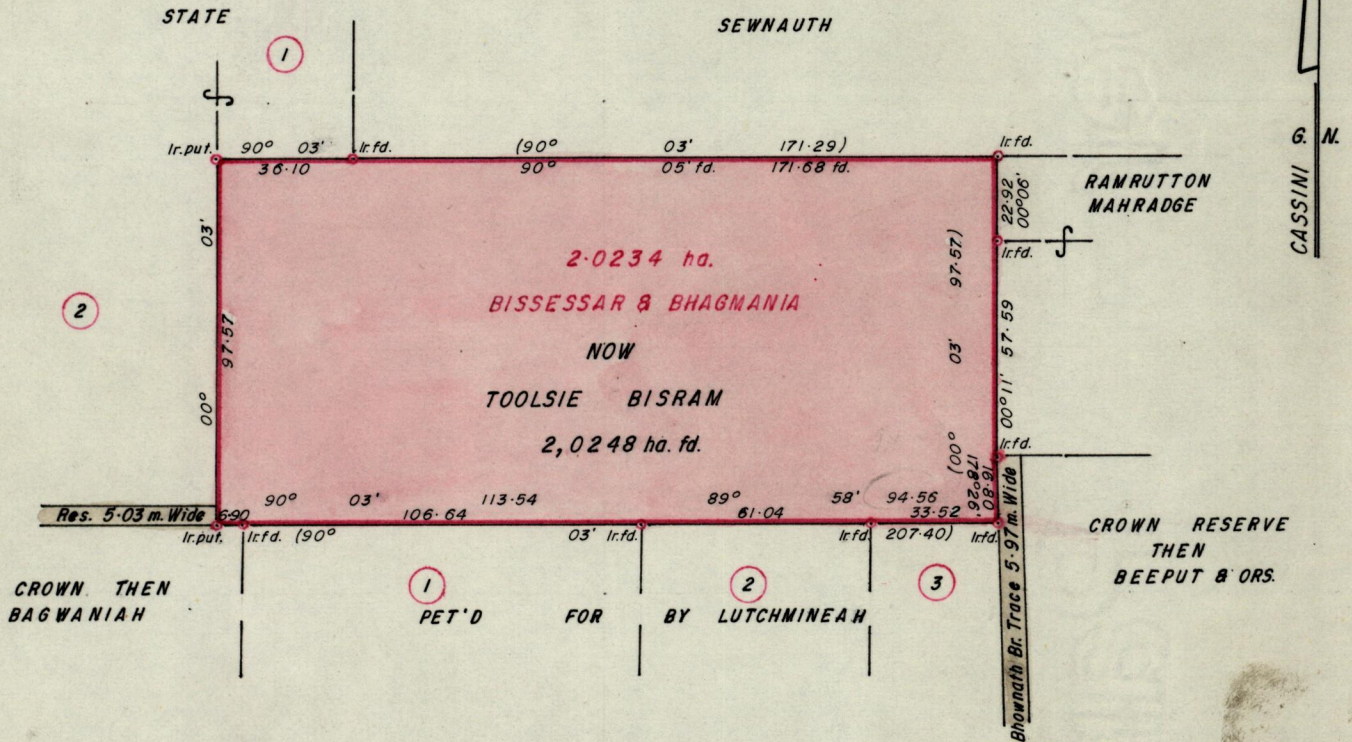 STATE
SEWNAUTH
1
G. N.
CASSINI
Ir.put. 90° 03' Ir.fd. (90° 03' 171.29) Ir.fd.
36.10 90° 05' fd. 171.68 fd.
RAMRUTTON
MAHRADGE
22.92
00°06'
Ir.fd.
2
00° 03'
97.57
2.0234 ha.
BISSESSAR & BHAGMANIA
NOW
TOOLSIE BISRAM
2,0248 ha. fd.
(00° 03' 97.57)
00°11' 57.59
Ir.fd.
178°26'
16.80
90° 03' 113.54 89° 58' 94.56
Res. 5.03 m. Wide 6.90 106.64 61.04 33.52
Ir.put. Ir.fd. (90° 03' Ir.fd. Ir.fd. 207.40) Ir.fd.
Bhownath Br. Trace 5.97 m. Wide
CROWN RESERVE
THEN
BEEPUT & ORS.
CROWN THEN
BAGWANIAH
1
2
3
PET'D FOR BY LUTCHMINEAH